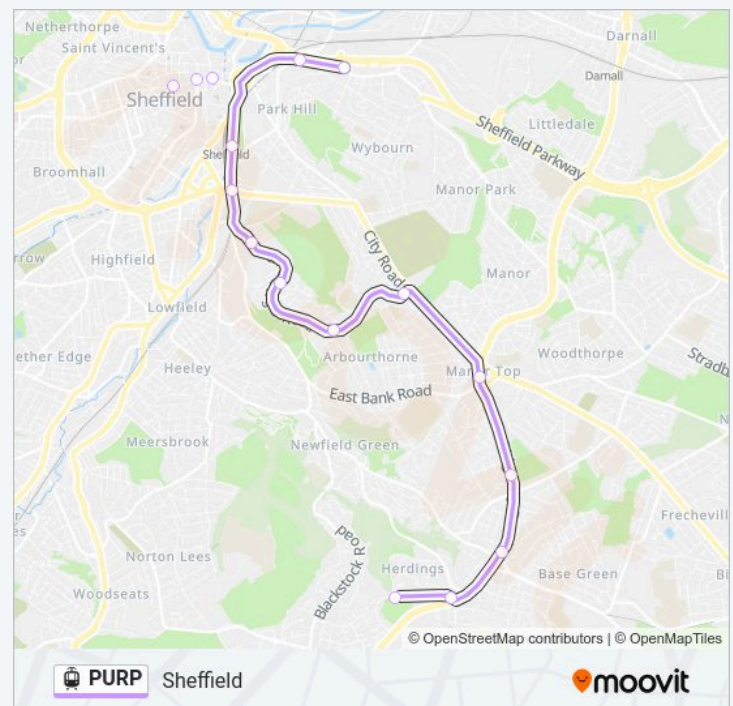 Netherthorpe
Saint Vincent's
Darnall
Darnall
Sheffield
Park Hill
Littledale
Sheffield Parkway
Sheffield
Wybourn
Broomhall
Manor Park
City Road
Highfield
Manor
Lowfield
Woodthorpe
ether Edge
Heeley
Arbourthorne
Manor Top
Stradb
East Bank Road
Meersbrook
Newfield Green
Frechevill
Norton Lees
Blackstock Road
Herdings
Base Green
Bi
Woodseats
© OpenStreetMap contributors | © OpenMapTiles
PURP Sheffield
moovit